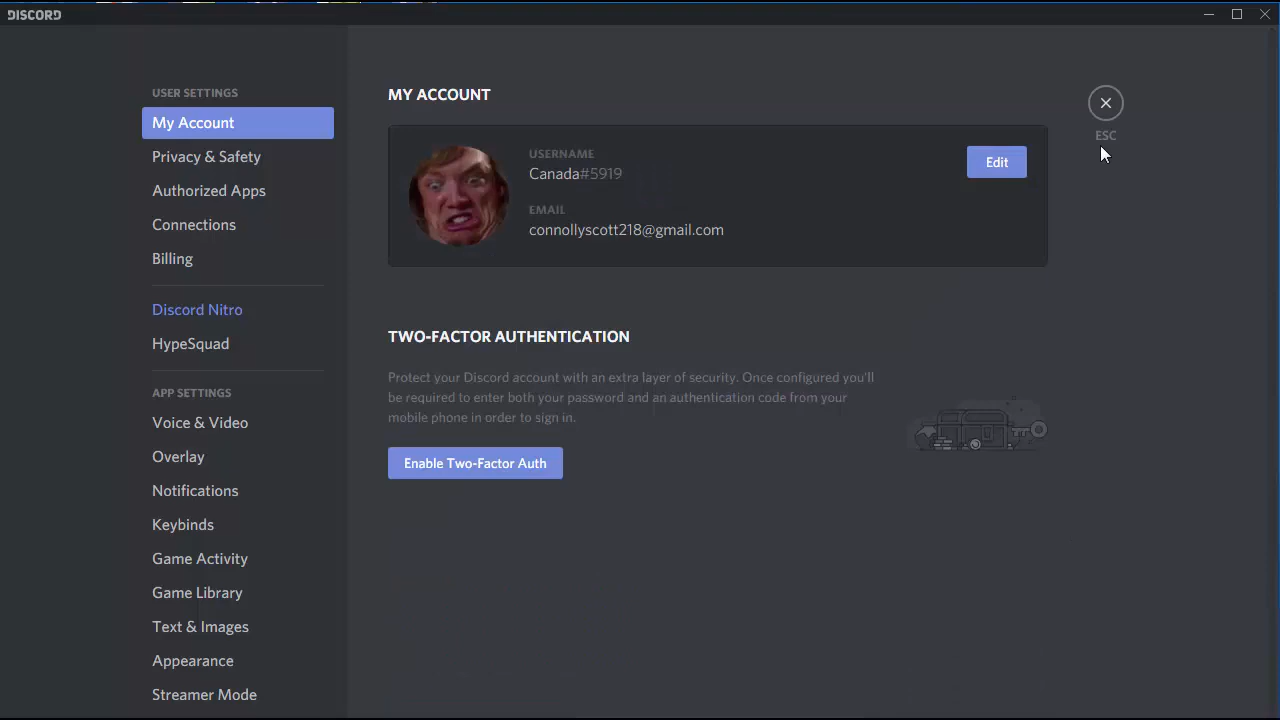 DISCORD
USER SETTINGS
My Account
Privacy & Safety
Authorized Apps
Connections
Billing
Discord Nitro
HypeSquad
APP SETTINGS
Voice & Video
Overlay
Notifications
Keybinds
Game Activity
Game Library
Text & Images
Appearance
Streamer Mode
MY ACCOUNT
USERNAME
Canada#5919
Edit
EMAIL
connollyscott218@gmail.com
TWO-FACTOR AUTHENTICATION
Protect your Discord account with an extra layer of security. Once configured you'll
be required to enter both your password and an authentication code from your
mobile phone in order to sign in.
Enable Two-Factor Auth
ESC